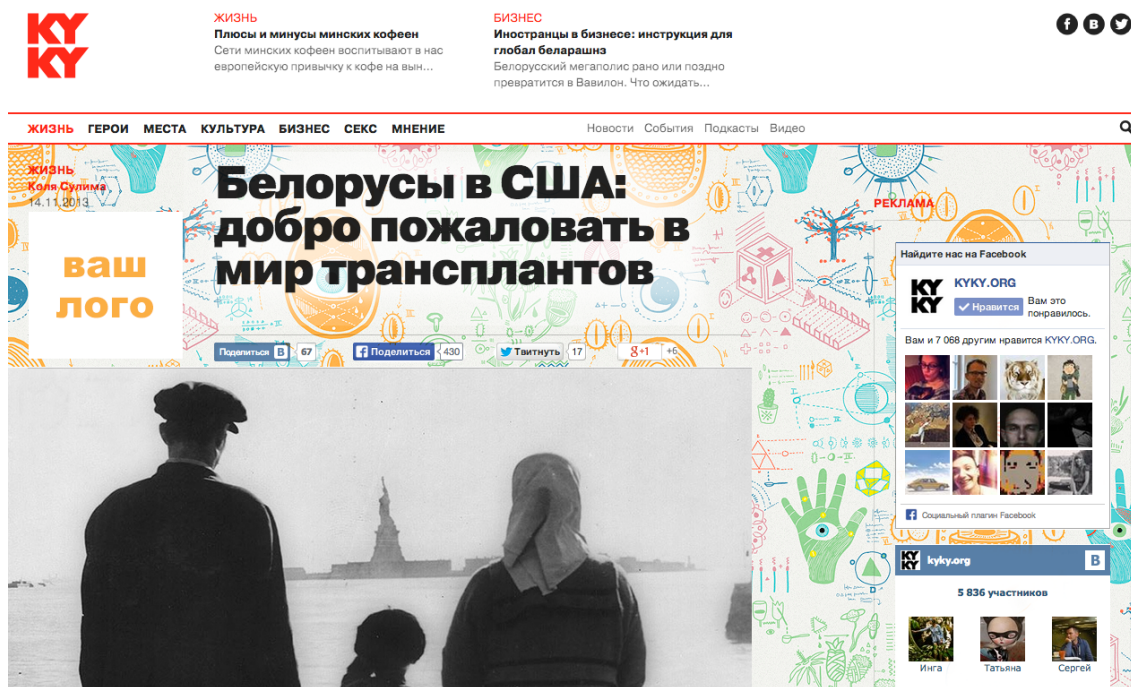 KY
KY
ЖИЗНЬ
Плюсы и минусы минских кофеен
Сети минских кофеен воспитывают в нас
европейскую привычку к кофе на вын...
БИЗНЕС
Иностранцы в бизнесе: инструкция для
глобал беларашнз
Белорусский мегаполис рано или поздно
превратится в Вавилон. Что ожидать...
ЖИЗНЬ ГЕРОИ МЕСТА КУЛЬТУРА БИЗНЕС СЕКС МНЕНИЕ
Новости События Подкасты Видео
ЖИЗНЬ
Коля Сулима
14.11.2013
ваш
лого
Белорусы в США:
добро пожаловать в
мир трансплантов
Поделиться B 67
Поделиться 430
Твитнуть 17
g+1 +6
РЕКЛАМА
Найдите нас на Facebook
KY
KY
KYKY.ORG
Нравится
Вам это
понравилось.
Вам и 7 068 другим нравится KYKY.ORG.
Социальный плагин Facebook
KY
KY
kyky.org
B
5 836 участников
Инга Татьяна Сергей